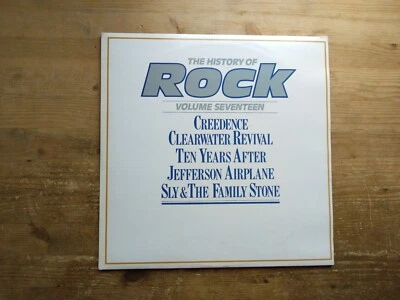 THE HISTORY OF
Rock
VOLUME SEVENTEEN
CREEDENCE
CLEARWATER REVIVAL
TEN YEARS AFTER
JEFFERSON AIRPLANE
SLY & THE FAMILY STONE